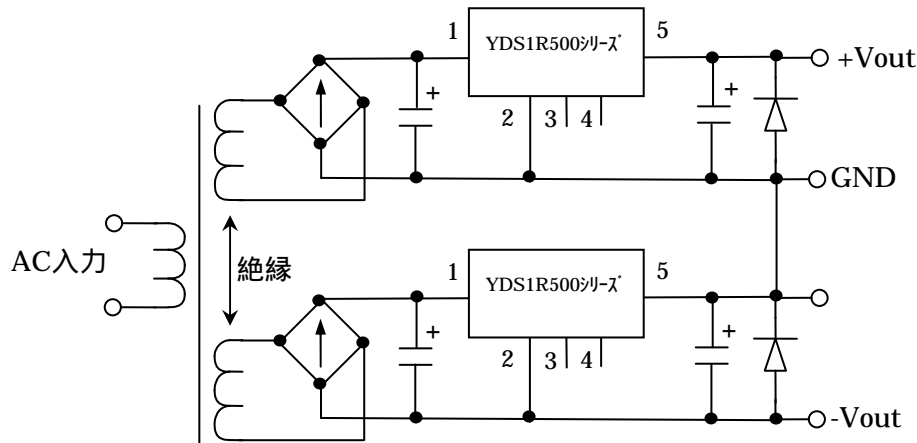 1
YDS1R500ｼﾘｰｽﾞ
5
+Vout
+
+
2
3
4
GND
AC入力
絶縁
1
YDS1R500ｼﾘｰｽﾞ
5
+
+
2
3
4
-Vout